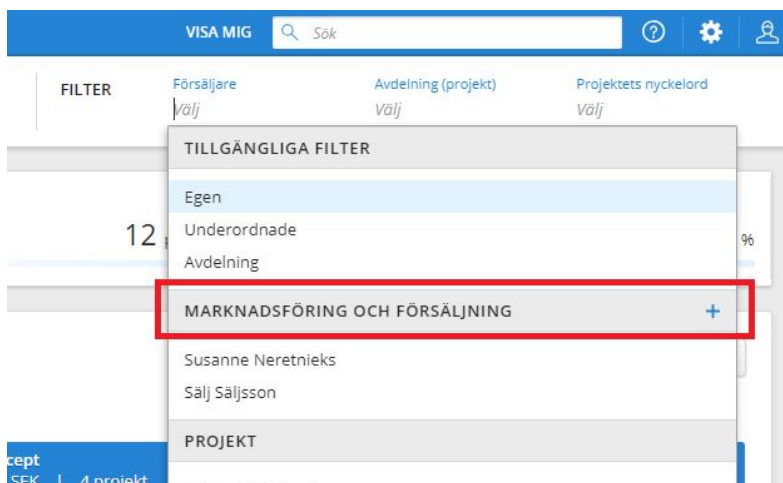 VISA MIG Sök
FILTER Försäljare Avdelning (projekt) Projektets nyckelord
Välj Välj Välj
TILLGÄNGLIGA FILTER
Egen
12 Underordnade %
Avdelning
MARKNADSFÖRING OCH FÖRSÄLJNING +
Susanne Neretnieks
Sälj Säljsson
PROJEKT
cept
SEK | 4 projekt